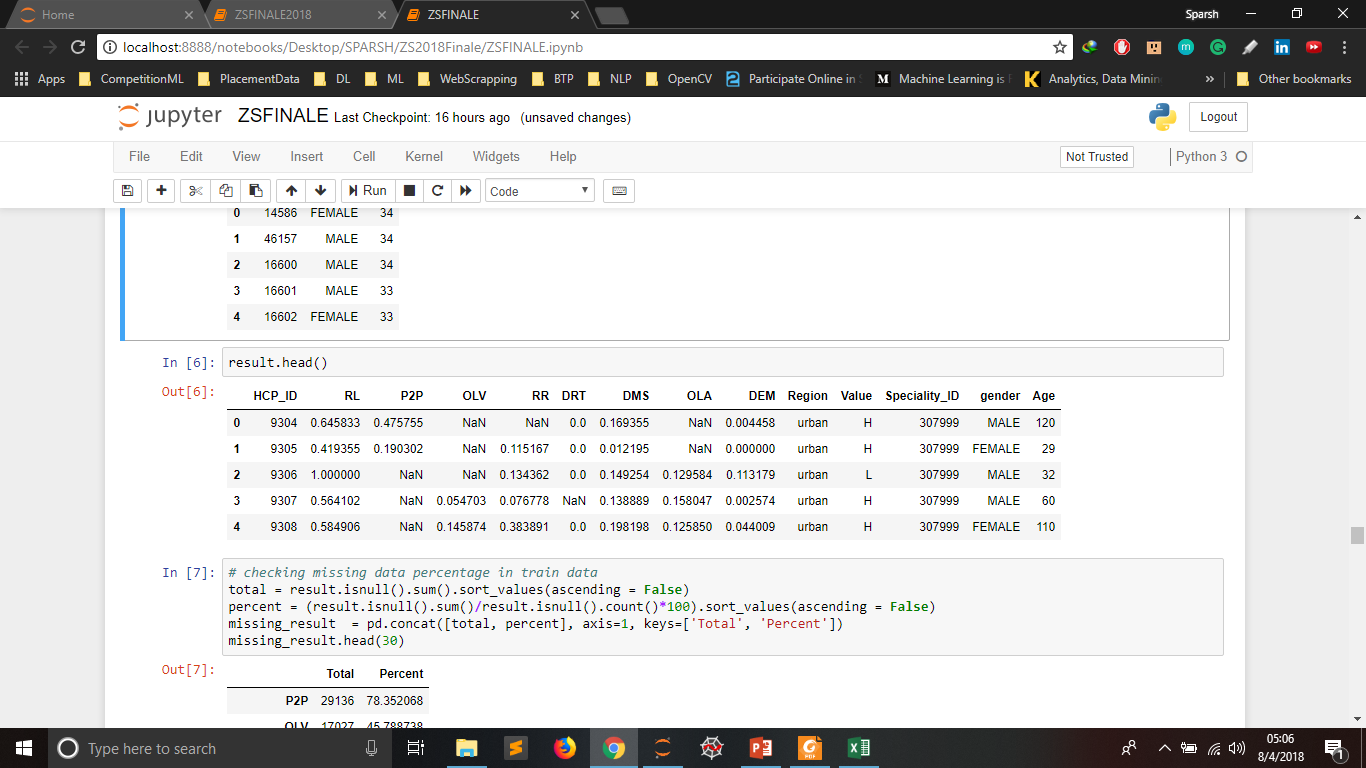 Home ZSFINALE2018 ZSFINALE Sparsh
localhost:8888/notebooks/Desktop/SPARSH/ZS2018Finale/ZSFINALE.ipynb
Apps CompetitionML PlacementData DL ML WebScrapping BTP NLP OpenCV Participate Online in Machine Learning is Analytics, Data Minin » Other bookmarks
jupyter ZSFINALE Last Checkpoint: 16 hours ago (unsaved changes) Logout
File Edit View Insert Cell Kernel Widgets Help Not Trusted Python 3
Run Code
0 14586 FEMALE 34
1 46157 MALE 34
2 16600 MALE 34
3 16601 MALE 33
4 16602 FEMALE 33
In [6]: result.head()
Out[6]:
HCP_ID RL P2P OLV RR DRT DMS OLA DEM Region Value Speciality_ID gender Age
0 9304 0.645833 0.475755 NaN NaN 0.0 0.169355 NaN 0.004458 urban H 307999 MALE 120
1 9305 0.419355 0.190302 NaN 0.115167 0.0 0.012195 NaN 0.000000 urban H 307999 FEMALE 29
2 9306 1.000000 NaN NaN 0.134362 0.0 0.149254 0.129584 0.113179 urban L 307999 MALE 32
3 9307 0.564102 NaN 0.054703 0.076778 NaN 0.138889 0.158047 0.002574 urban H 307999 MALE 60
4 9308 0.584906 NaN 0.145874 0.383891 0.0 0.198198 0.125850 0.044009 urban H 307999 FEMALE 110
In [7]: # checking missing data percentage in train data
total = result.isnull().sum().sort_values(ascending = False)
percent = (result.isnull().sum()/result.isnull().count()*100).sort_values(ascending = False)
missing_result  = pd.concat([total, percent], axis=1, keys=['Total', 'Percent'])
missing_result.head(30)
Out[7]:
Total Percent
P2P 29136 78.352068
OLV 17027 45.788738
Type here to search 05:06
8/4/2018 1